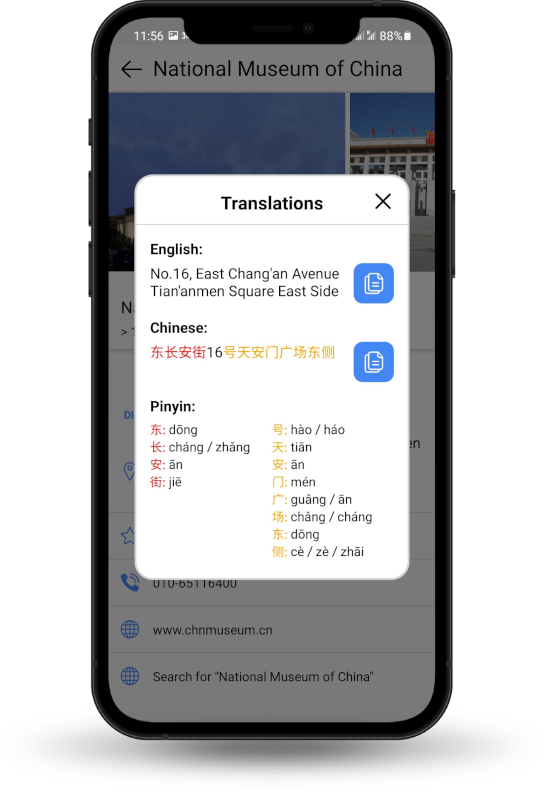 11:56
88%
National Museum of China
Translations
English:
No.16, East Chang'an Avenue
Tian'anmen Square East Side
Chinese:
东长安街16号天安门广场东侧
Pinyin:
东: dōng
长: cháng / zhǎng
安: ān
街: jiē
号: hào / háo
天: tiān
安: ān
门: mén
广: guǎng / ān
场: chǎng / cháng
东: dōng
侧: cè / zè / zhāi
010-65116400
www.chnmuseum.cn
Search for "National Museum of China"